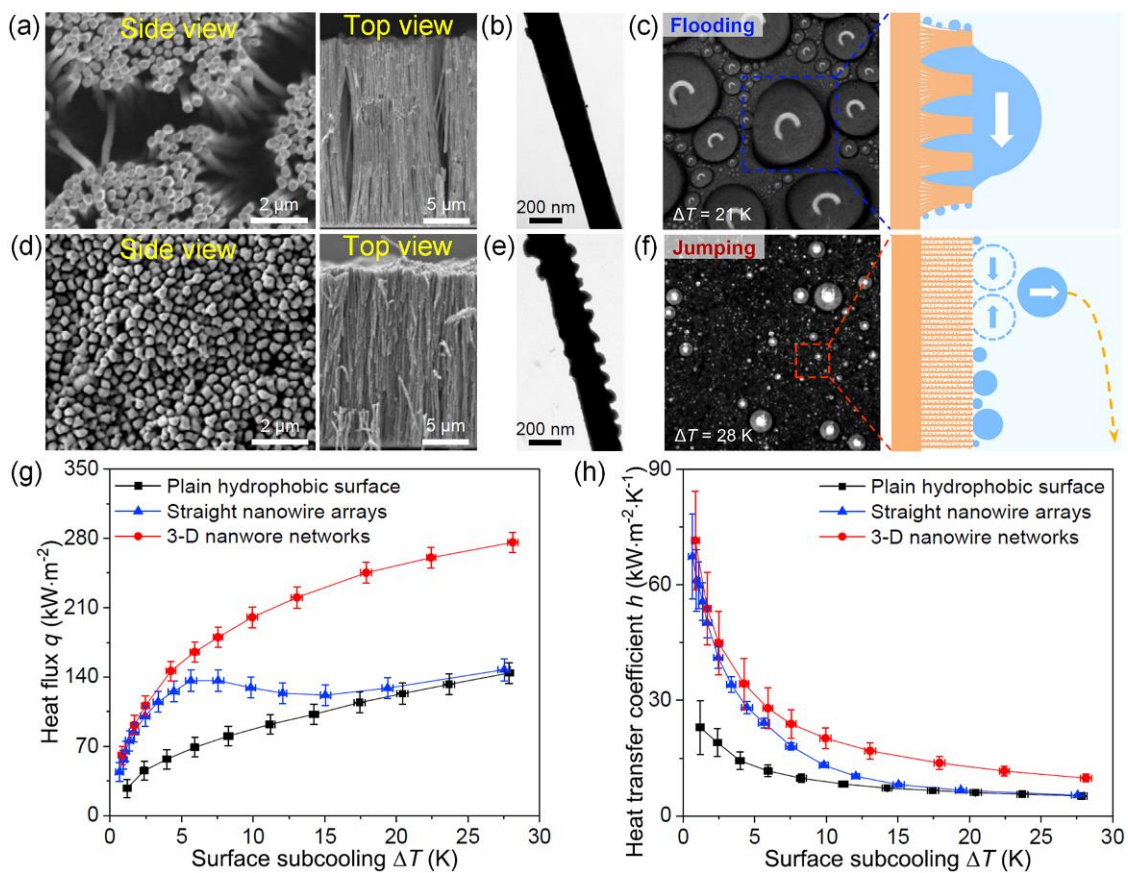 (a) Side view Top view (b) (c) Flooding
2 μm 5 μm 200 nm ΔT = 21 K
(d) Side view Top view (e) (f) Jumping
2 μm 5 μm 200 nm ΔT = 28 K
(g)
Heat flux q (kW·m-2)
350
280
210
140
70
0
Plain hydrophobic surface
Straight nanowire arrays
3-D nanwore networks
0 5 10 15 20 25 30
Surface subcooling ΔT (K)
(h)
Heat transfer coefficient h (kW·m-2·K-1)
90
60
30
0
Plain hydrophobic surface
Straight nanowire arrays
3-D nanwore networks
0 5 10 15 20 25 30
Surface subcooling ΔT (K)